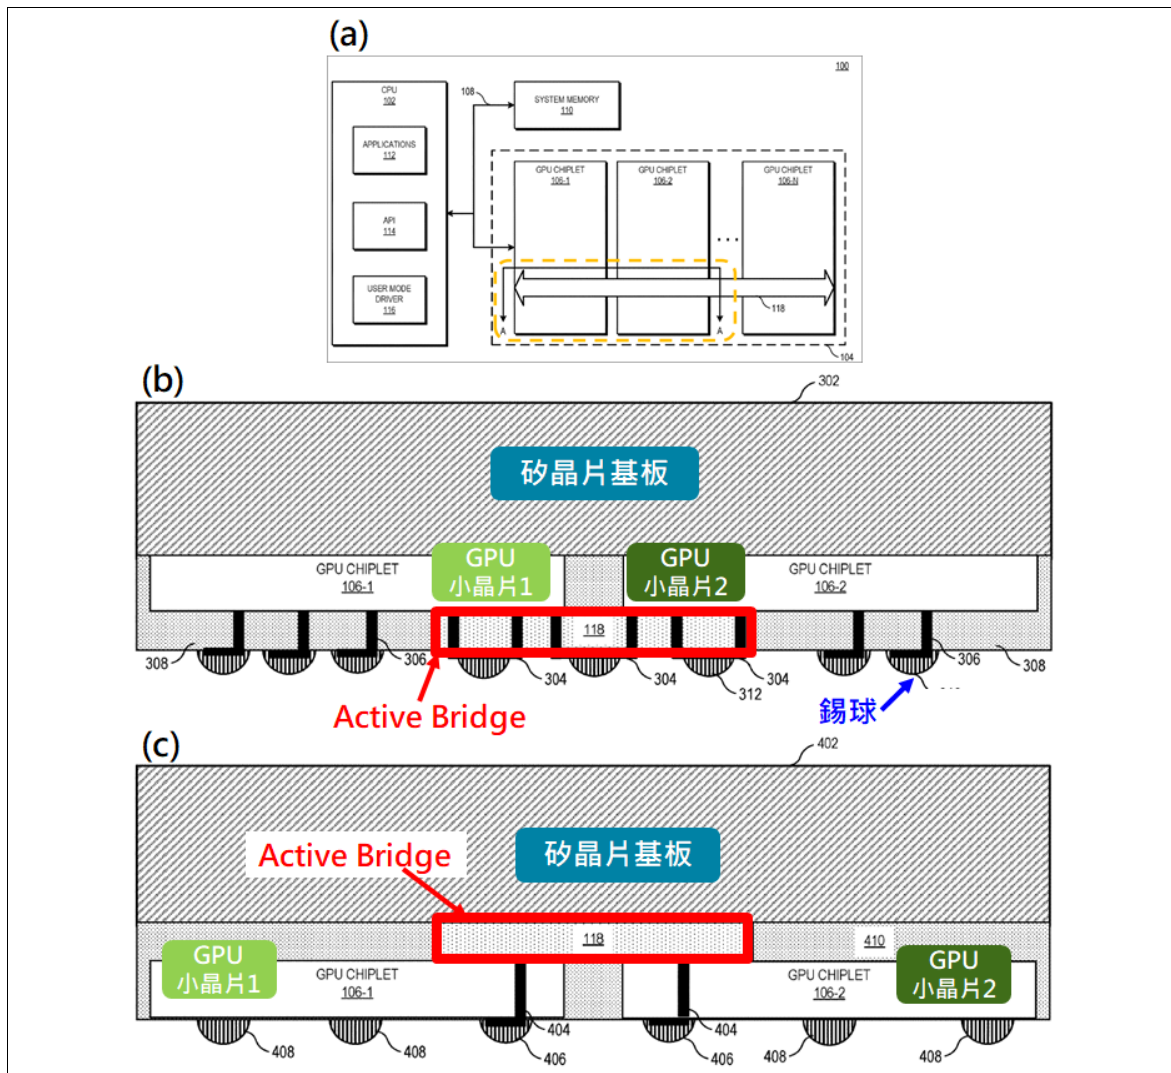 (a)
100
CPU
102
108
SYSTEM MEMORY
110
APPLICATIONS
112
API
114
USER MODE
DRIVER
116
GPU CHIPLET
106-1
GPU CHIPLET
106-2
GPU CHIPLET
106-N
...
A
A
118
104
(b)
302
矽晶片基板
GPU CHIPLET
106-1
GPU
小晶片1
GPU
小晶片2
GPU CHIPLET
106-2
118
308
306
304
304
304
312
306
308
Active Bridge
錫球
(c)
402
Active Bridge
矽晶片基板
118
410
GPU
小晶片1
GPU CHIPLET
106-1
GPU CHIPLET
106-2
GPU
小晶片2
404
404
408
408
406
406
408
408